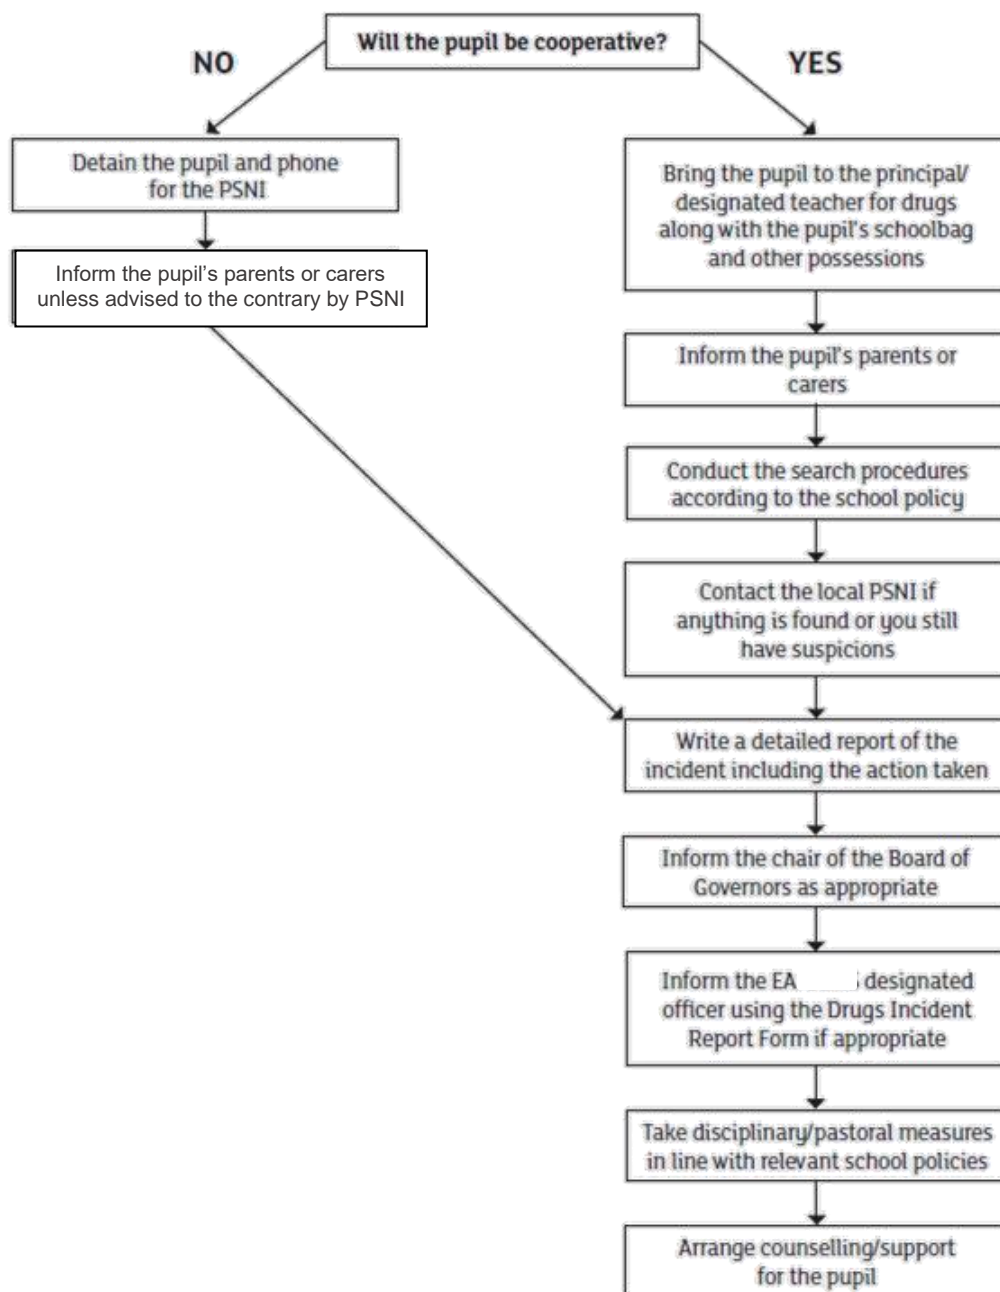 Will the pupil be cooperative?
NO
YES
Detain the pupil and phone
for the PSNI
Inform the pupil's parents or carers
unless advised to the contrary by PSNI
Bring the pupil to the principal/
designated teacher for drugs
along with the pupil's schoolbag
and other possessions
Inform the pupil's parents or
carers
Conduct the search procedures
according to the school policy
Contact the local PSNI if
anything is found or you still
have suspicions
Write a detailed report of the
incident including the action taken
Inform the chair of the Board of
Governors as appropriate
Inform the EA designated
officer using the Drugs Incident
Report Form if appropriate
Take disciplinary/pastoral measures
in line with relevant school policies
Arrange counselling/support
for the pupil